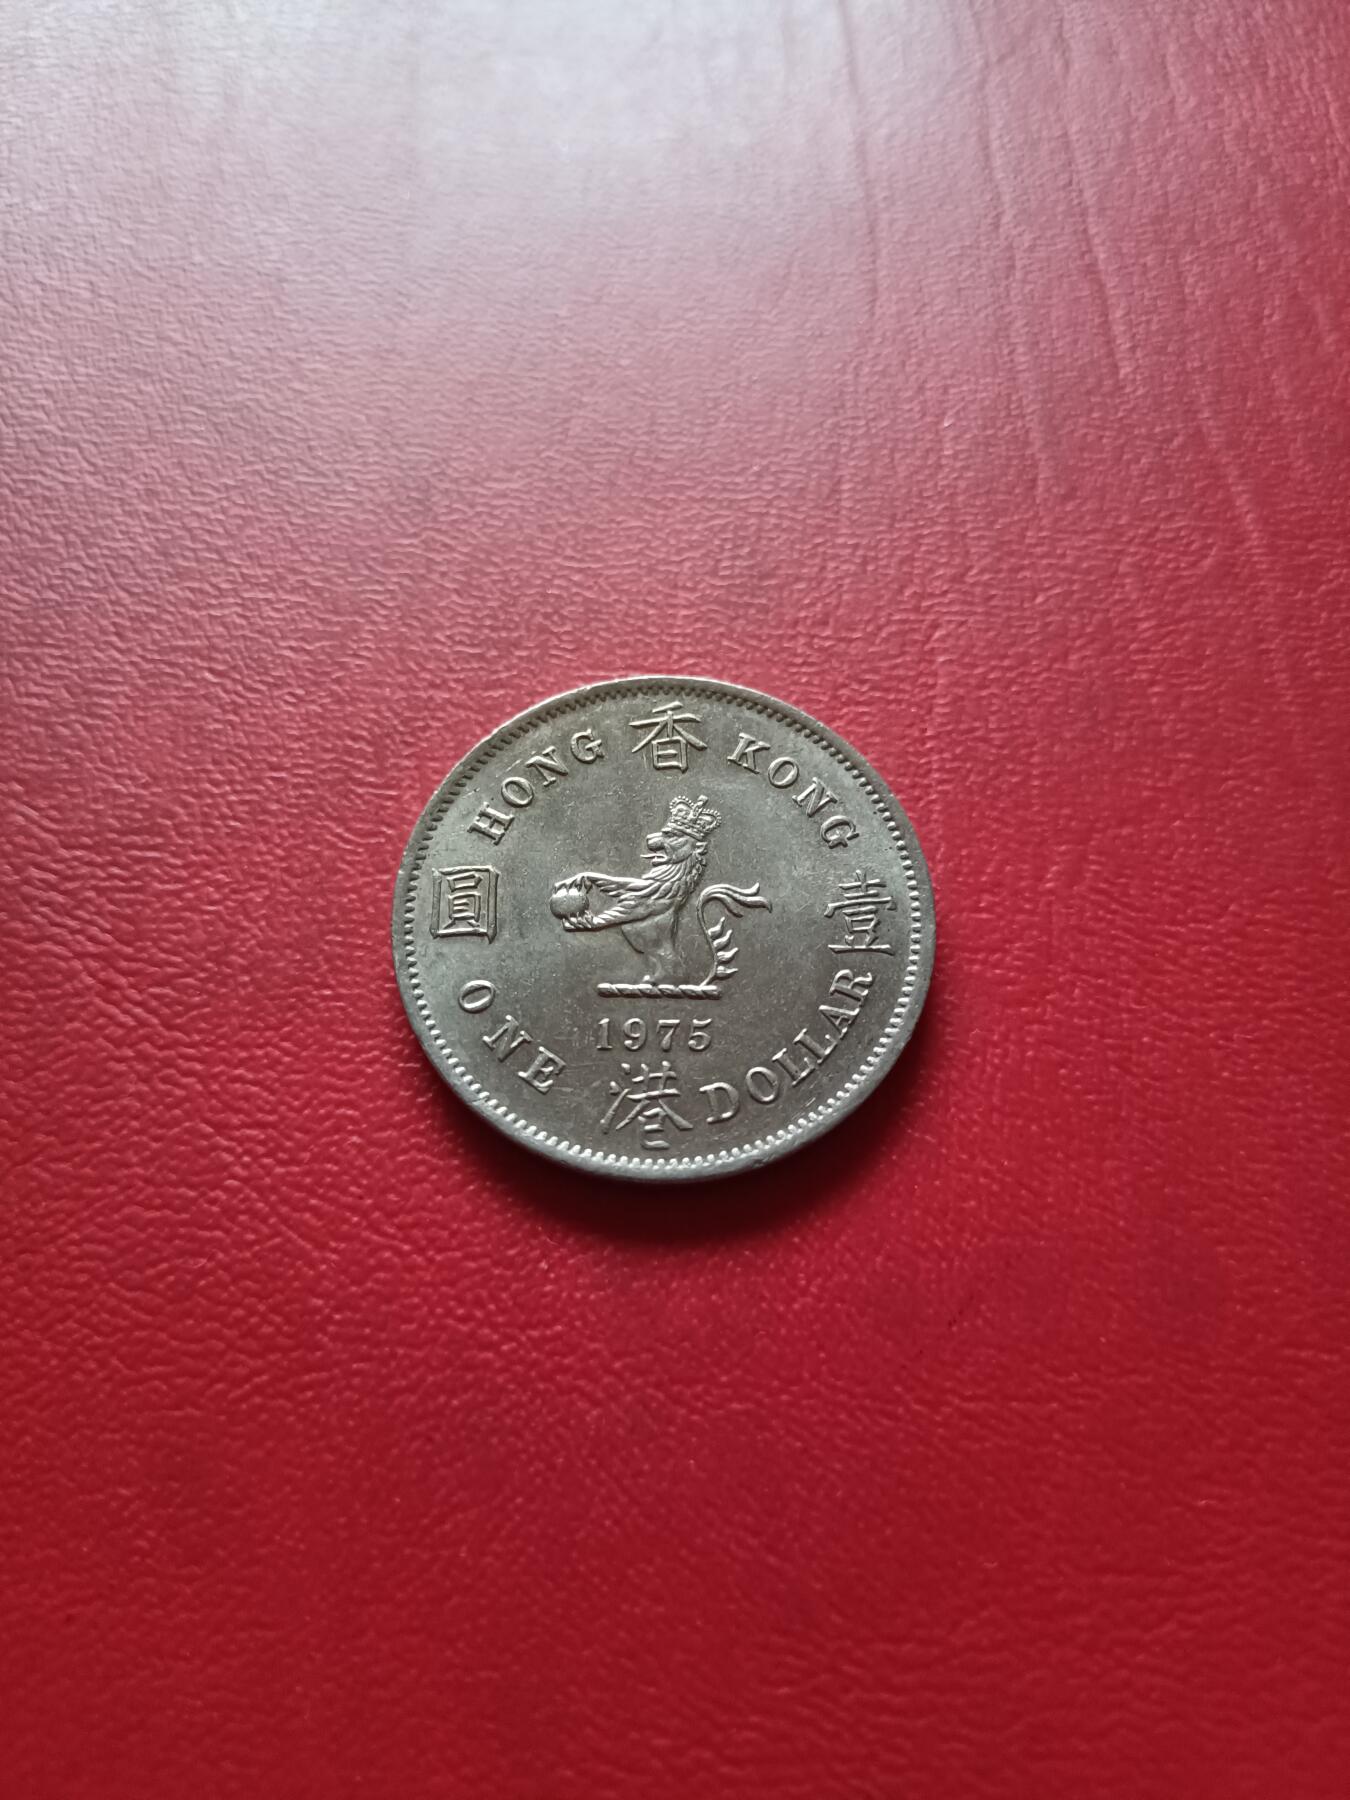 HONG 香 KONG
圓 壹
1975
ONE 港 DOLLAR